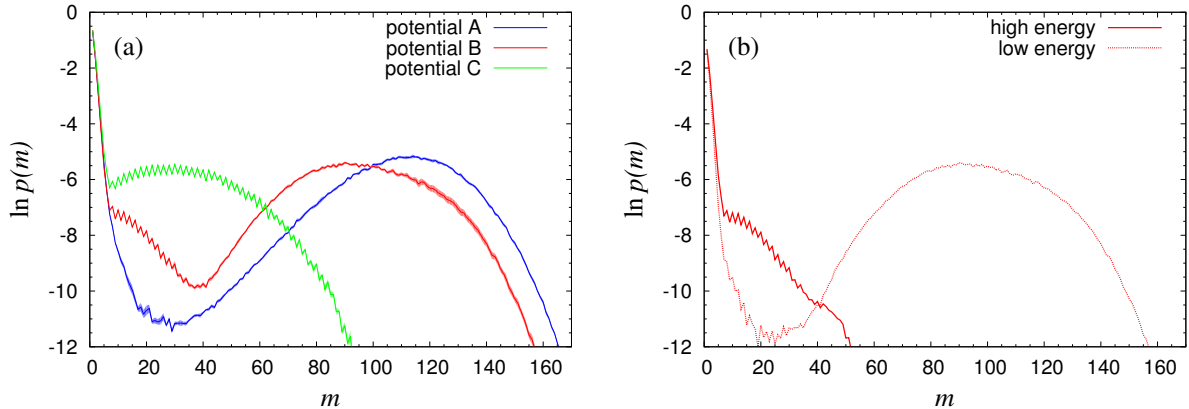 (a)
potential A
potential B
potential C
ln p(m)
0
-2
-4
-6
-8
-10
-12
0 20 40 60 80 100 120 140 160
m
(b)
high energy
low energy
ln p(m)
0
-2
-4
-6
-8
-10
-12
0 20 40 60 80 100 120 140 160
m